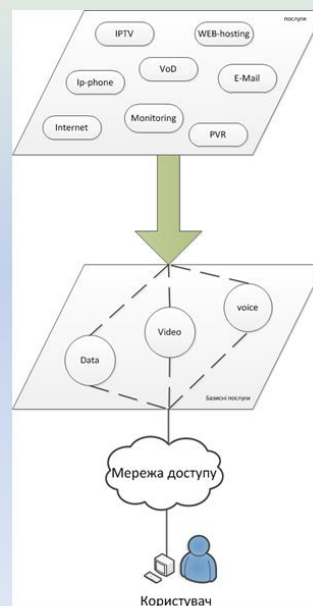 послуги
IPTV
WEB-hosting
VoD
Ip-phone
E-Mail
Monitoring
Internet
PVR
voice
Video
Data
Базисні послуги
Мережа доступу
Користувач